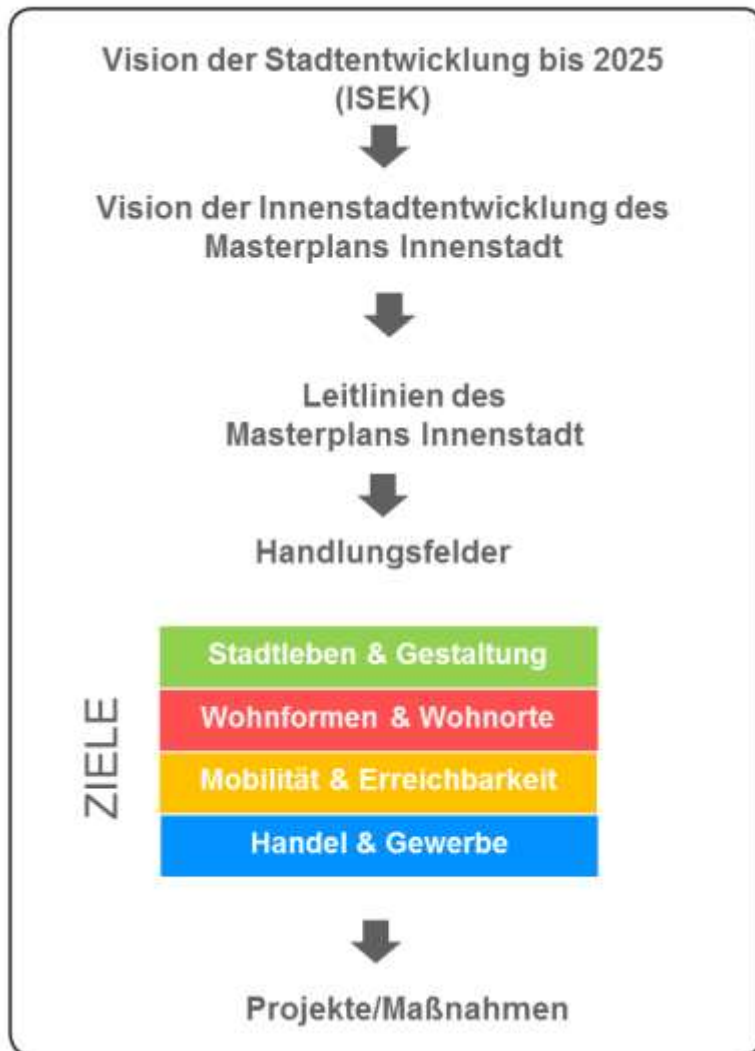 Vision der Stadtentwicklung bis 2025
(ISEK)
Vision der Innenstadtentwicklung des
Masterplans Innenstadt
Leitlinien des
Masterplans Innenstadt
Handlungsfelder
ZIELE
Stadtleben & Gestaltung
Wohnformen & Wohnorte
Mobilität & Erreichbarkeit
Handel & Gewerbe
Projekte/Maßnahmen